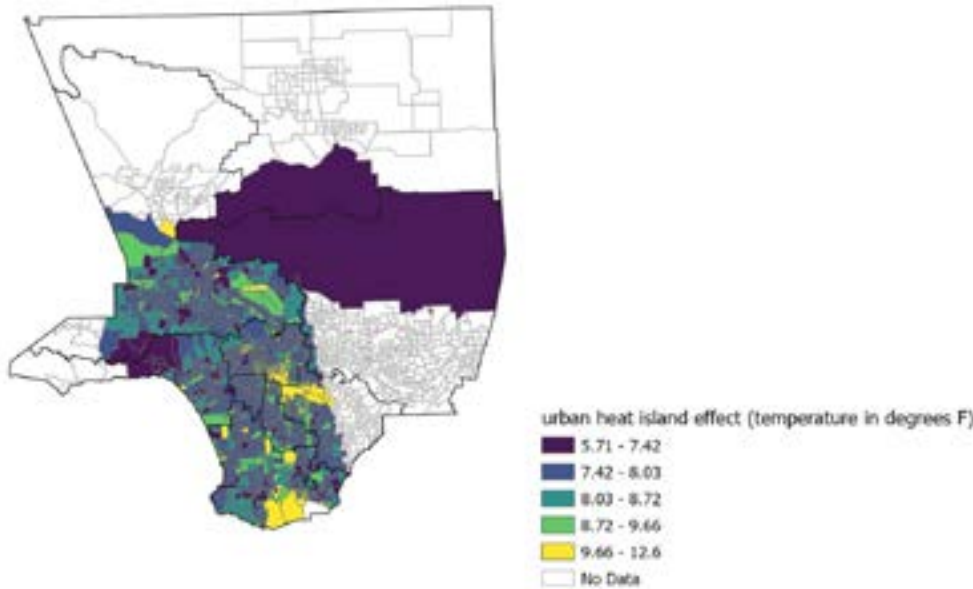 urban heat island effect (temperature in degrees F)
5.71 - 7.42
7.42 - 8.03
8.03 - 8.72
8.72 - 9.66
9.66 - 12.6
No Data